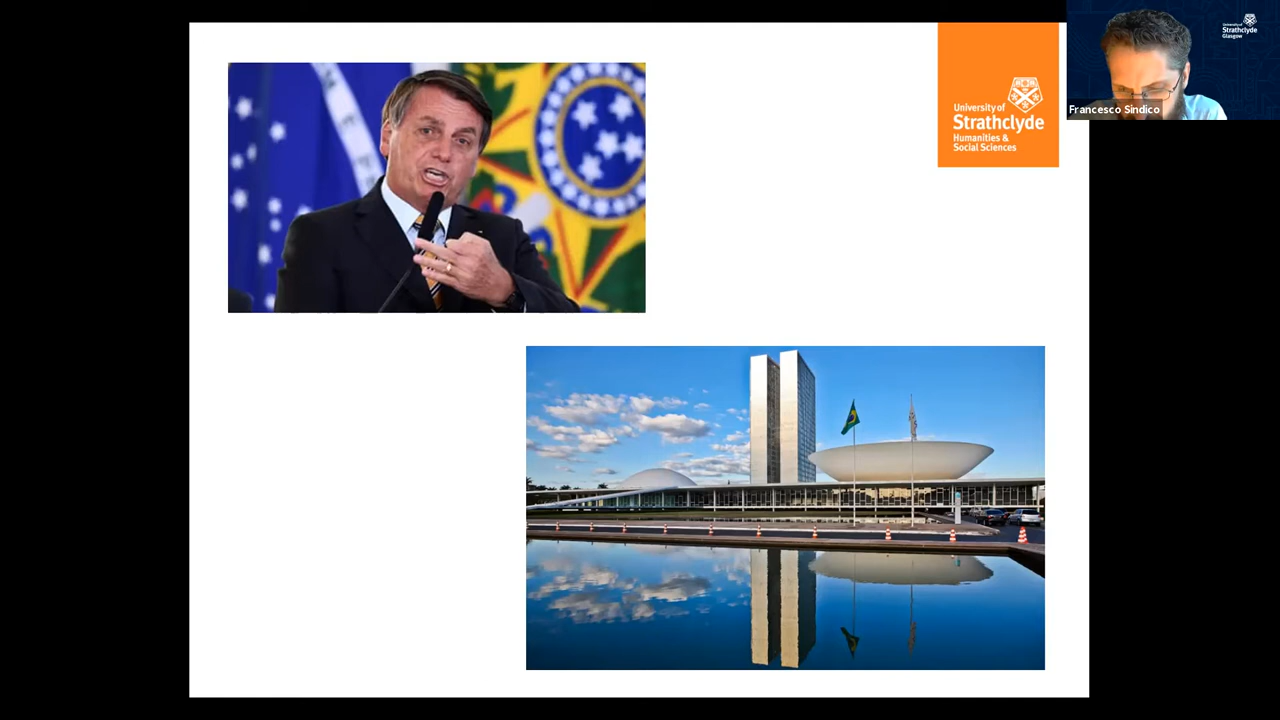 University of
Strathclyde
Humanities &
Social Sciences
University of
Strathclyde
Glasgow
Francesco Sindico